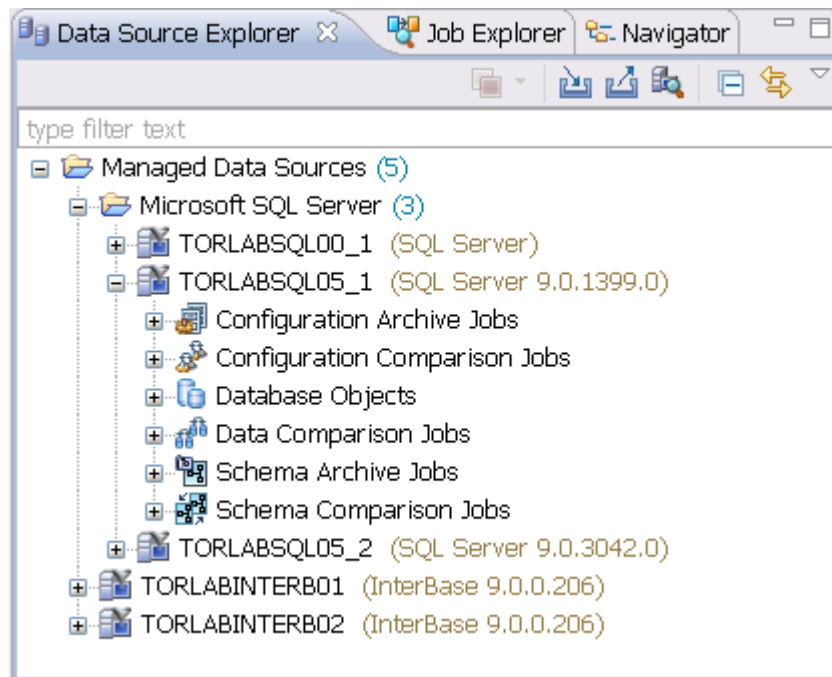 Data Source Explorer Job Explorer Navigator
type filter text
Managed Data Sources (5)
Microsoft SQL Server (3)
TORLABSQL00_1 (SQL Server)
TORLABSQL05_1 (SQL Server 9.0.1399.0)
Configuration Archive Jobs
Configuration Comparison Jobs
Database Objects
Data Comparison Jobs
Schema Archive Jobs
Schema Comparison Jobs
TORLABSQL05_2 (SQL Server 9.0.3042.0)
TORLABINTERB01 (InterBase 9.0.0.206)
TORLABINTERB02 (InterBase 9.0.0.206)